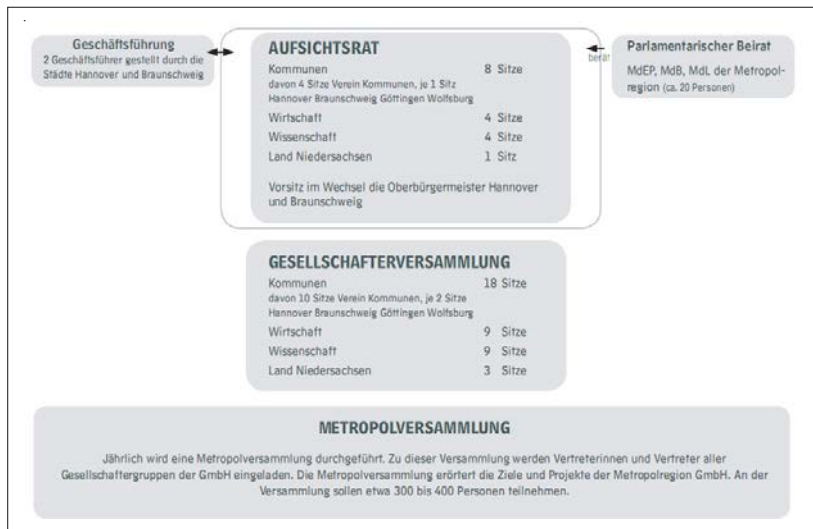 Geschäftsführung
2 Geschäftsführer gestellt durch die
Städte Hannover und Braunschweig
AUFSICHTSRAT
Kommunen 8 Sitze
davon 4 Sitze Verein Kommunen, je 1 Sitz
Hannover Braunschweig Göttingen Wolfsburg
Wirtschaft 4 Sitze
Wissenschaft 4 Sitze
Land Niedersachsen 1 Sitz
Vorsitz im Wechsel die Oberbürgermeister Hannover
und Braunschweig
berät
Parlamentarischer Beirat
MdEP, MdB, MdL der Metropol-
region (ca. 20 Personen)
GESELLSCHAFTERVERSAMMLUNG
Kommunen 18 Sitze
davon 10 Sitze Verein Kommunen, je 2 Sitze
Hannover Braunschweig Göttingen Wolfsburg
Wirtschaft 9 Sitze
Wissenschaft 9 Sitze
Land Niedersachsen 3 Sitze
METROPOLVERSAMMLUNG
Jährlich wird eine Metropolversammlung durchgeführt. Zu dieser Versammlung werden Vertreterinnen und Vertreter aller
Gesellschaftergruppen der GmbH eingeladen. Die Metropolversammlung erörtert die Ziele und Projekte der Metropolregion GmbH. An der
Versammlung sollen etwa 300 bis 400 Personen teilnehmen.